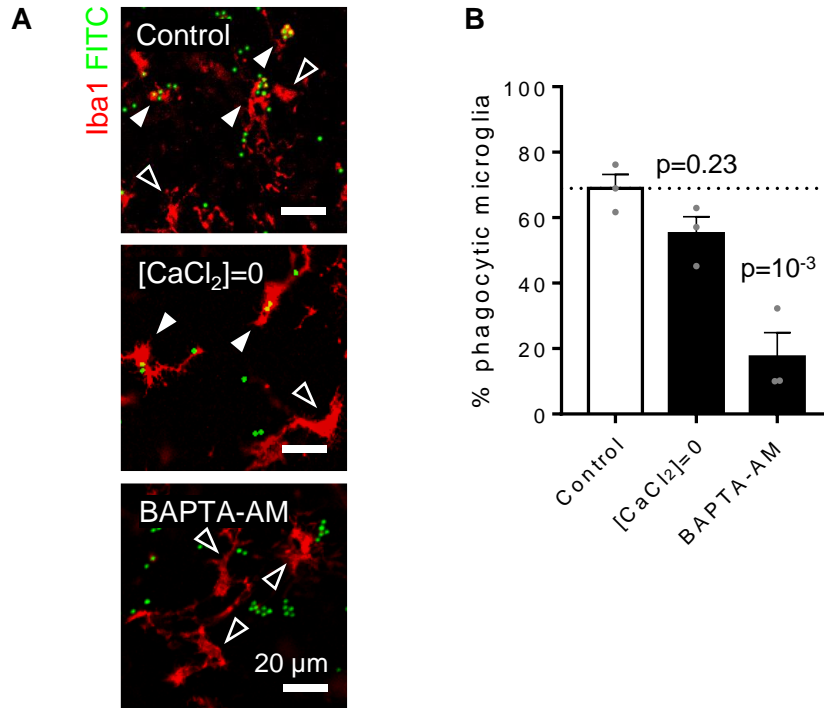 A
Iba1 FITC
Control
[CaCl₂]=0
BAPTA-AM
20 µm
B
% phagocytic microglia
100
80
60
40
20
0
p=0.23
p=10⁻³
Control
[CaCl₂]=0
BAPTA-AM